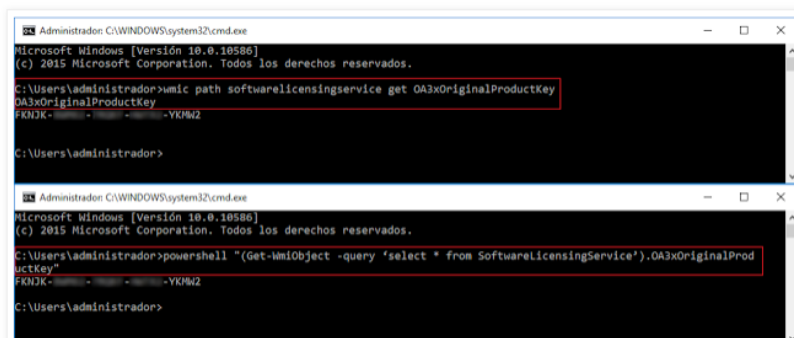 Administrador: C:\WINDOWS\system32\cmd.exe
Microsoft Windows [Versión 10.0.10586]
(c) 2015 Microsoft Corporation. Todos los derechos reservados.
C:\Users\administrador>wmic path softwarelicensingservice get OA3xOriginalProductKey
OA3xOriginalProductKey
FKNJK- - - -YKMW2
C:\Users\administrador>
Administrador: C:\WINDOWS\system32\cmd.exe
Microsoft Windows [Versión 10.0.10586]
(c) 2015 Microsoft Corporation. Todos los derechos reservados.
C:\Users\administrador>powershell "(Get-WmiObject -query ‘select * from SoftwareLicensingService’).OA3xOriginalProd
uctKey"
FKNJK- - - -YKMW2
C:\Users\administrador>